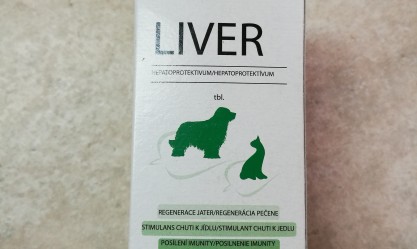 LIVER
HEPATOPROTEKTIVUM/HEPATOPROTEKTÍVUM
tbl.
REGENERACE JATER/REGENERÁCIA PEČENE
STIMULANS CHUTI K JÍDLU/STIMULANT CHUTI K JEDLU
POSÍLENÍ IMUNITY/POSILNENIE IMUNITY